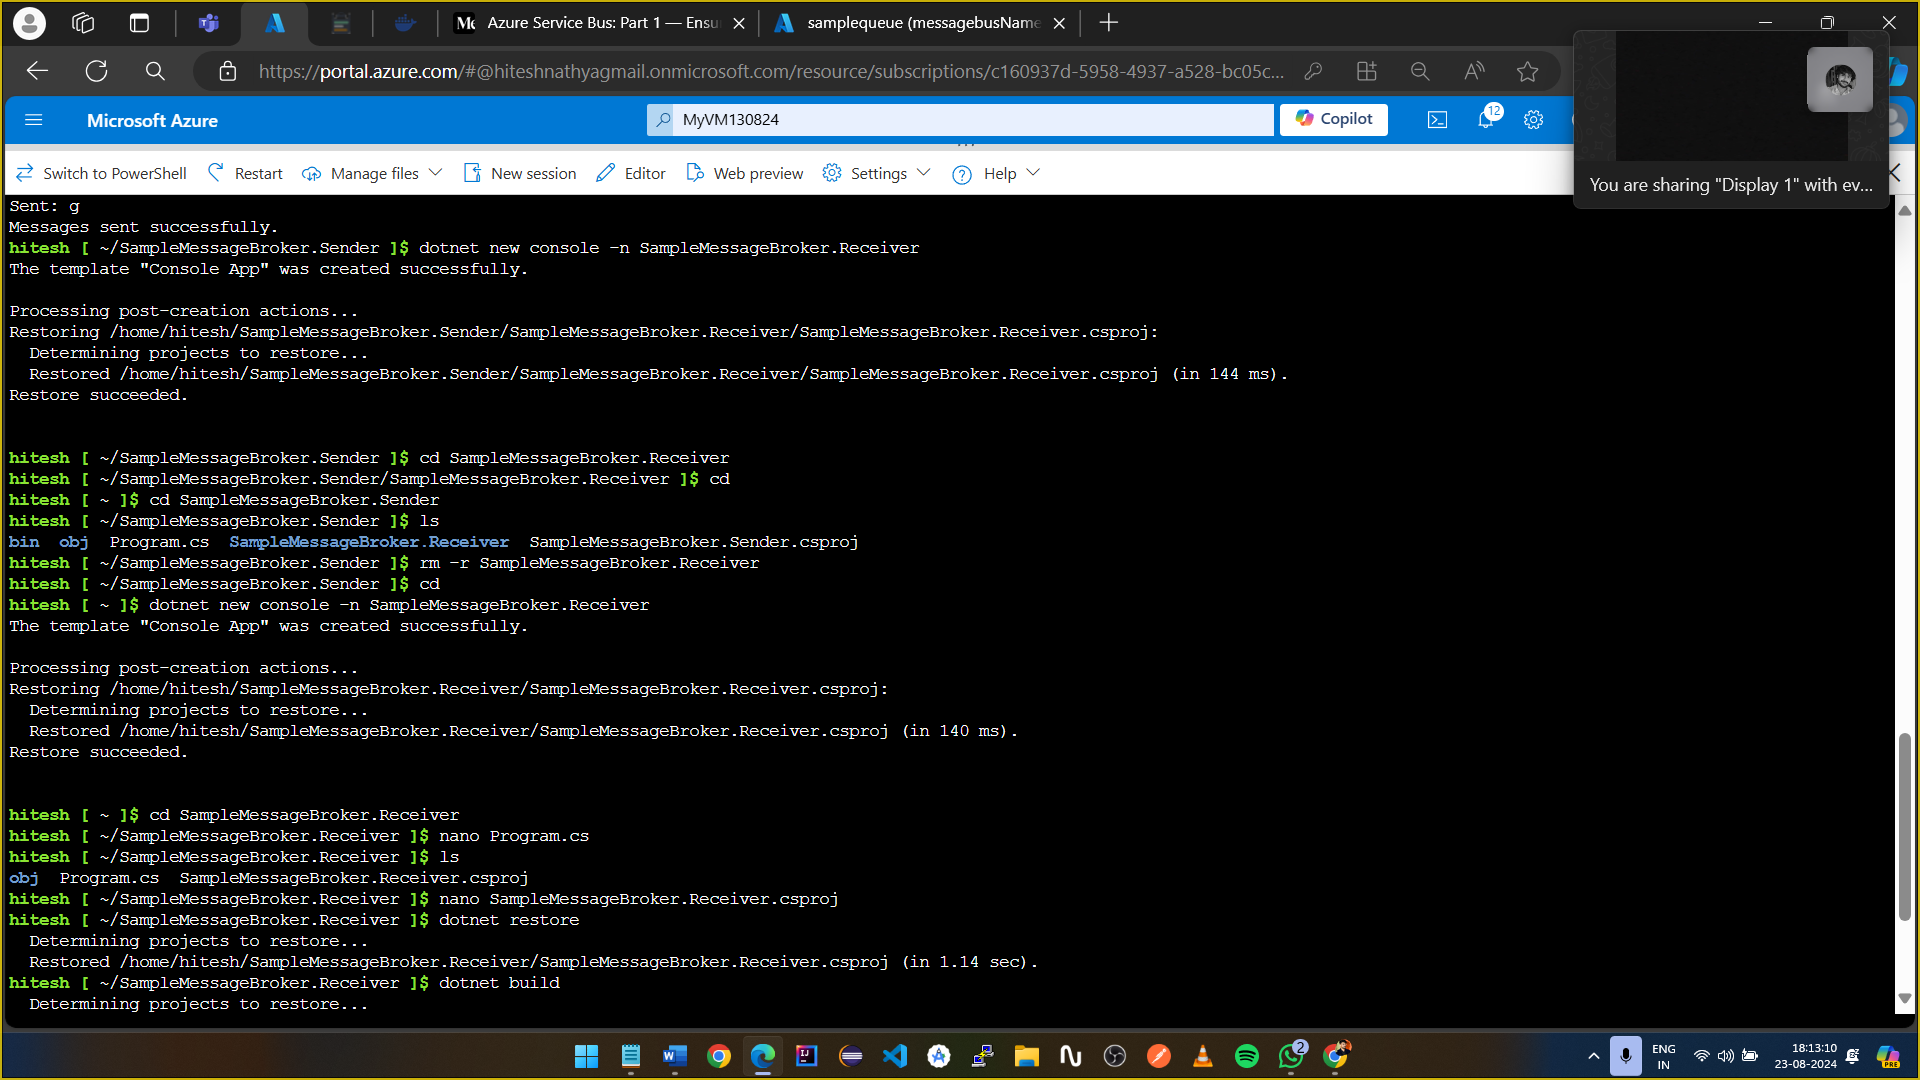 Azure Service Bus: Part 1 — Ensu
samplequeue (messagebusName
https://portal.azure.com/#@hiteshnathyagmail.onmicrosoft.com/resource/subscriptions/c160937d-5958-4937-a528-bc05c...
Microsoft Azure
MyVM130824
Copilot
12
You are sharing "Display 1" with ev...
Switch to PowerShell
Restart
Manage files
New session
Editor
Web preview
Settings
Help
Sent: g
Messages sent successfully.
hitesh [ ~/SampleMessageBroker.Sender ]$ dotnet new console -n SampleMessageBroker.Receiver
The template "Console App" was created successfully.
Processing post-creation actions...
Restoring /home/hitesh/SampleMessageBroker.Sender/SampleMessageBroker.Receiver/SampleMessageBroker.Receiver.csproj:
Determining projects to restore...
Restored /home/hitesh/SampleMessageBroker.Sender/SampleMessageBroker.Receiver/SampleMessageBroker.Receiver.csproj (in 144 ms).
Restore succeeded.
hitesh [ ~/SampleMessageBroker.Sender ]$ cd SampleMessageBroker.Receiver
hitesh [ ~/SampleMessageBroker.Sender/SampleMessageBroker.Receiver ]$ cd
hitesh [ ~ ]$ cd SampleMessageBroker.Sender
hitesh [ ~/SampleMessageBroker.Sender ]$ ls
bin obj Program.cs SampleMessageBroker.Receiver SampleMessageBroker.Sender.csproj
hitesh [ ~/SampleMessageBroker.Sender ]$ rm -r SampleMessageBroker.Receiver
hitesh [ ~/SampleMessageBroker.Sender ]$ cd
hitesh [ ~ ]$ dotnet new console -n SampleMessageBroker.Receiver
The template "Console App" was created successfully.
Processing post-creation actions...
Restoring /home/hitesh/SampleMessageBroker.Receiver/SampleMessageBroker.Receiver.csproj:
Determining projects to restore...
Restored /home/hitesh/SampleMessageBroker.Receiver/SampleMessageBroker.Receiver.csproj (in 140 ms).
Restore succeeded.
hitesh [ ~ ]$ cd SampleMessageBroker.Receiver
hitesh [ ~/SampleMessageBroker.Receiver ]$ nano Program.cs
hitesh [ ~/SampleMessageBroker.Receiver ]$ ls
obj Program.cs SampleMessageBroker.Receiver.csproj
hitesh [ ~/SampleMessageBroker.Receiver ]$ nano SampleMessageBroker.Receiver.csproj
hitesh [ ~/SampleMessageBroker.Receiver ]$ dotnet restore
Determining projects to restore...
Restored /home/hitesh/SampleMessageBroker.Receiver/SampleMessageBroker.Receiver.csproj (in 1.14 sec).
hitesh [ ~/SampleMessageBroker.Receiver ]$ dotnet build
Determining projects to restore...
2
ENG
IN
18:13:10
23-08-2024